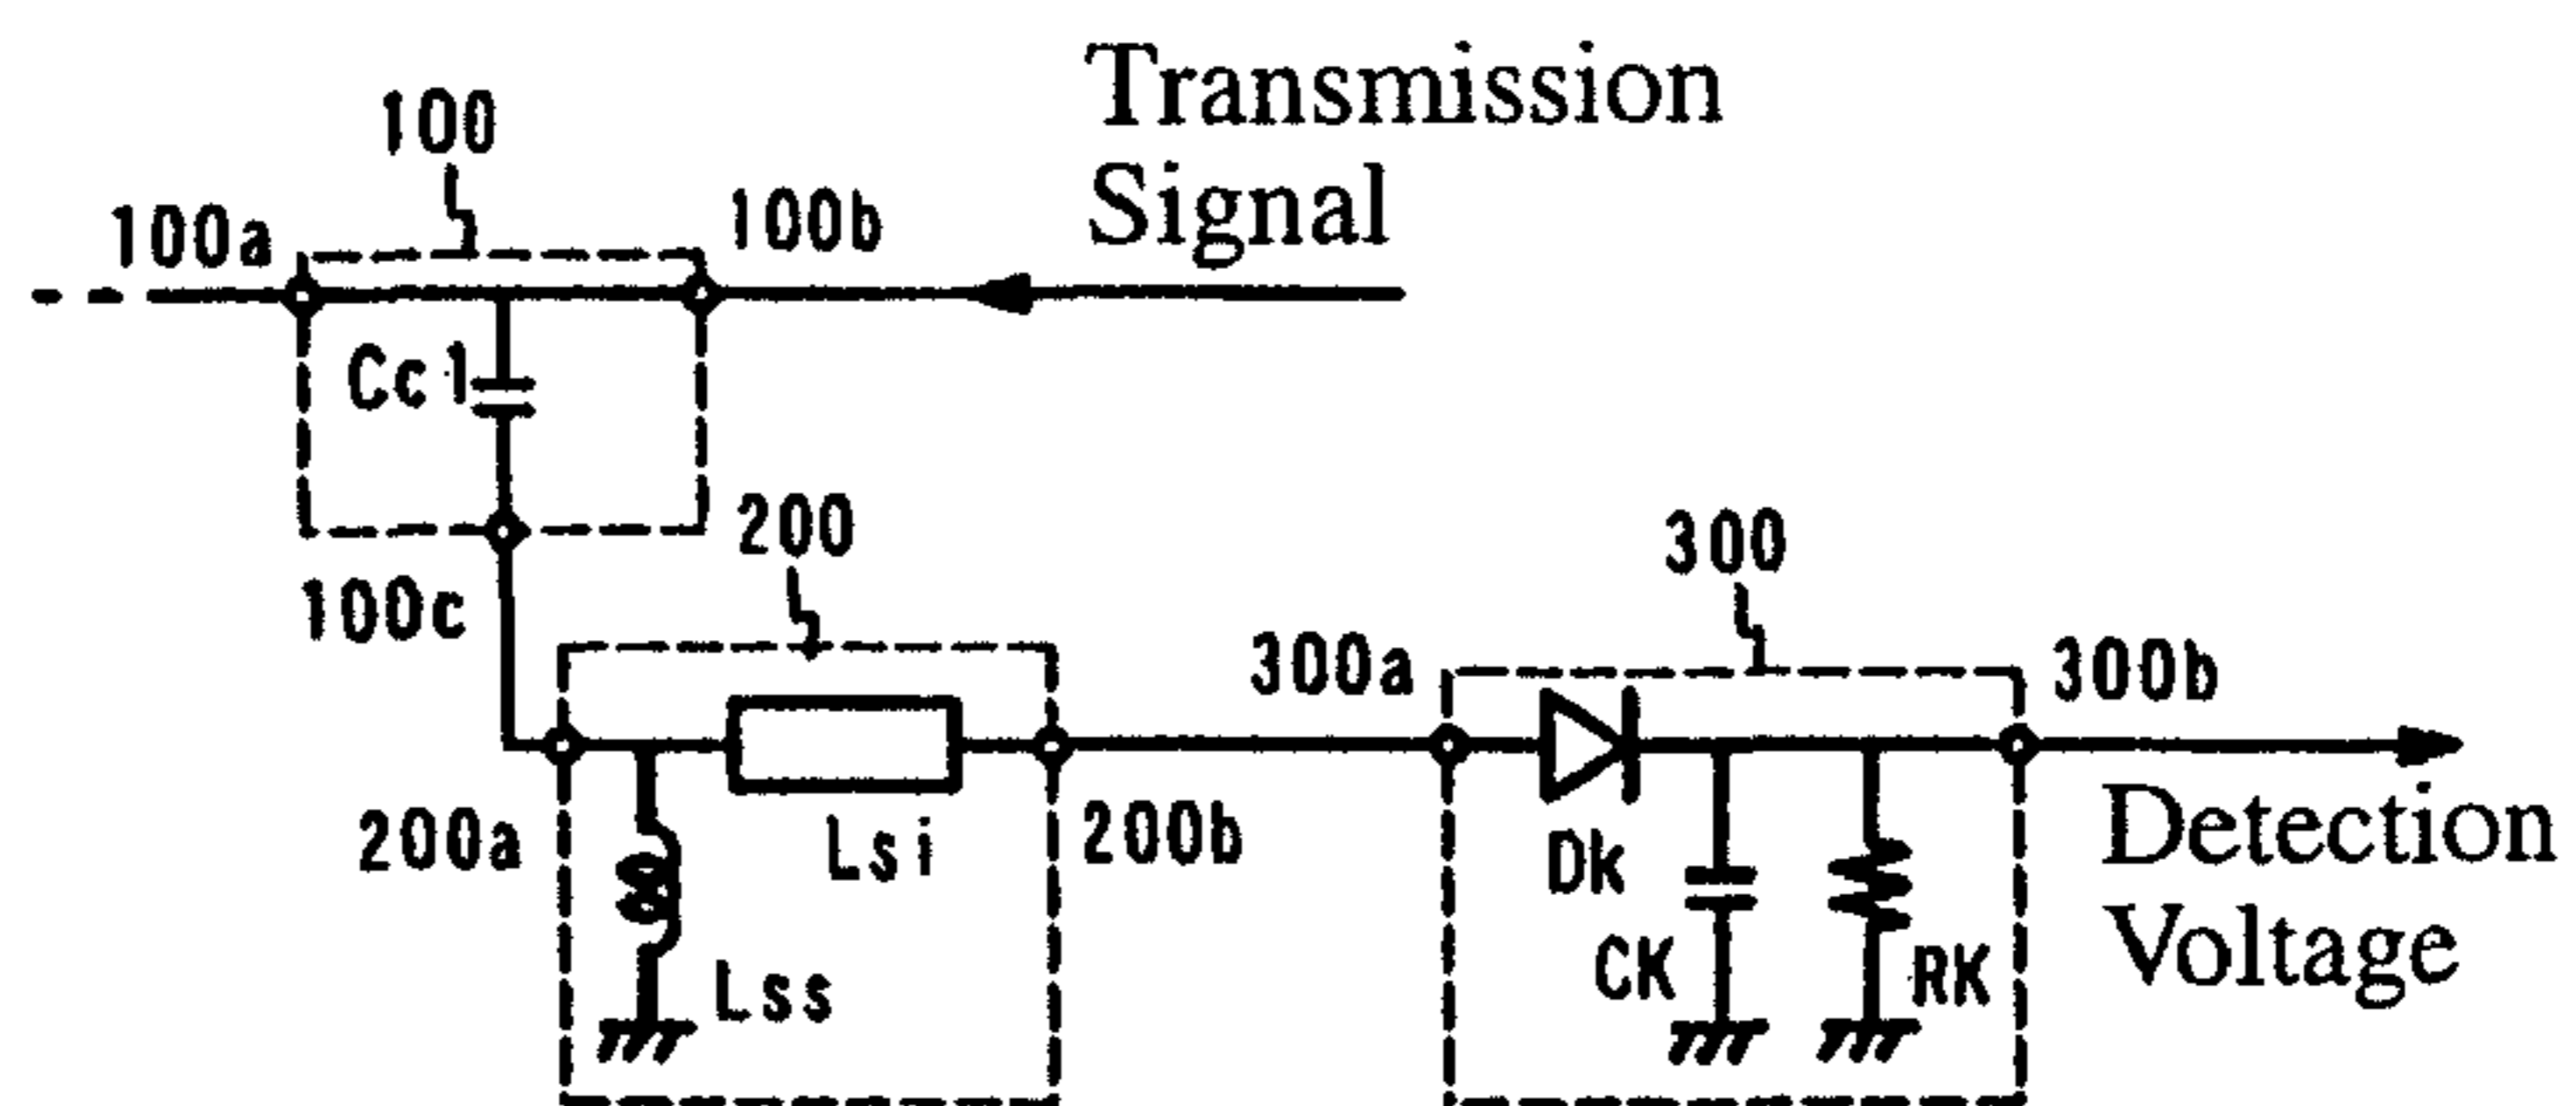 Transmission
Signal
100
100a
100b
Cc1
100c
200
300
300a
300b
200a
Lsi
200b
Dk
Detection
Voltage
Lss
CK
RK